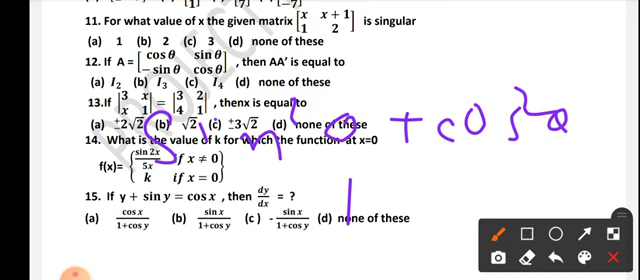 11. For what value of x the given matrix [x x + 1 1 2] is singular
(a) 1 (b) 2 (c) 3 (d) none of these
12. If A = [cos θ sin θ −sin θ cos θ], then AA′ is equal to
(a) I₂ (b) I₃ (c) I₄ (d) none of these
13. If |3 x x 1| = |3 2 4 1|, thenx is equal to
(a) ±2√2 (b) √2 (c) ±3√2 (d) none of these
sin²θ + cos²θ
14. What is the value of k for which the function at x=0
f(x)= {sin 2x/5x if x ≠ 0
k if x = 0}
1
15. If y + sin y = cos x, then dy/dx = ?
(a) cos x/1+cos y (b) sin x/1+cos y (c) - sin x/1+cos y (d) none of these